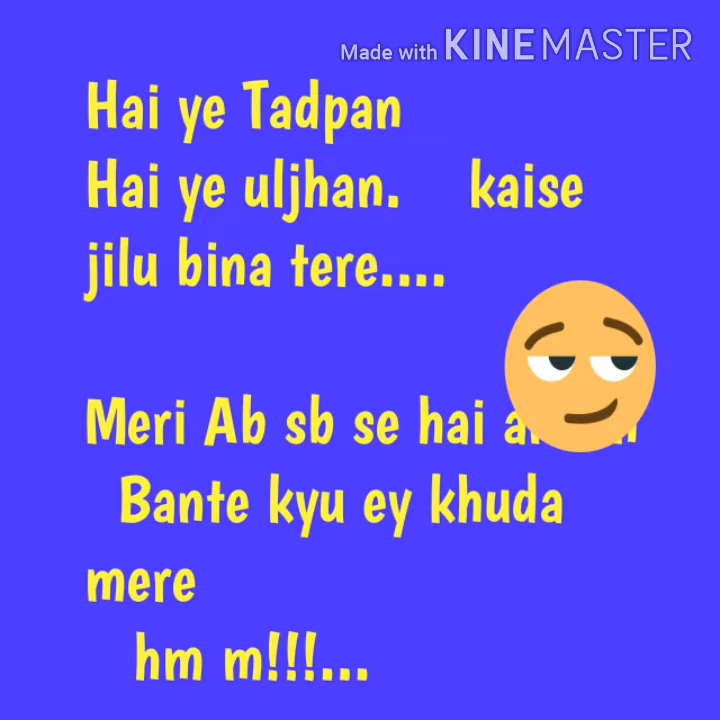 Made with KINEMASTER
Hai ye Tadpan
Hai ye uljhan. kaise
jilu bina tere....
Meri Ab sb se hai
Bante kyu ey khuda
mere
hm m!!!...